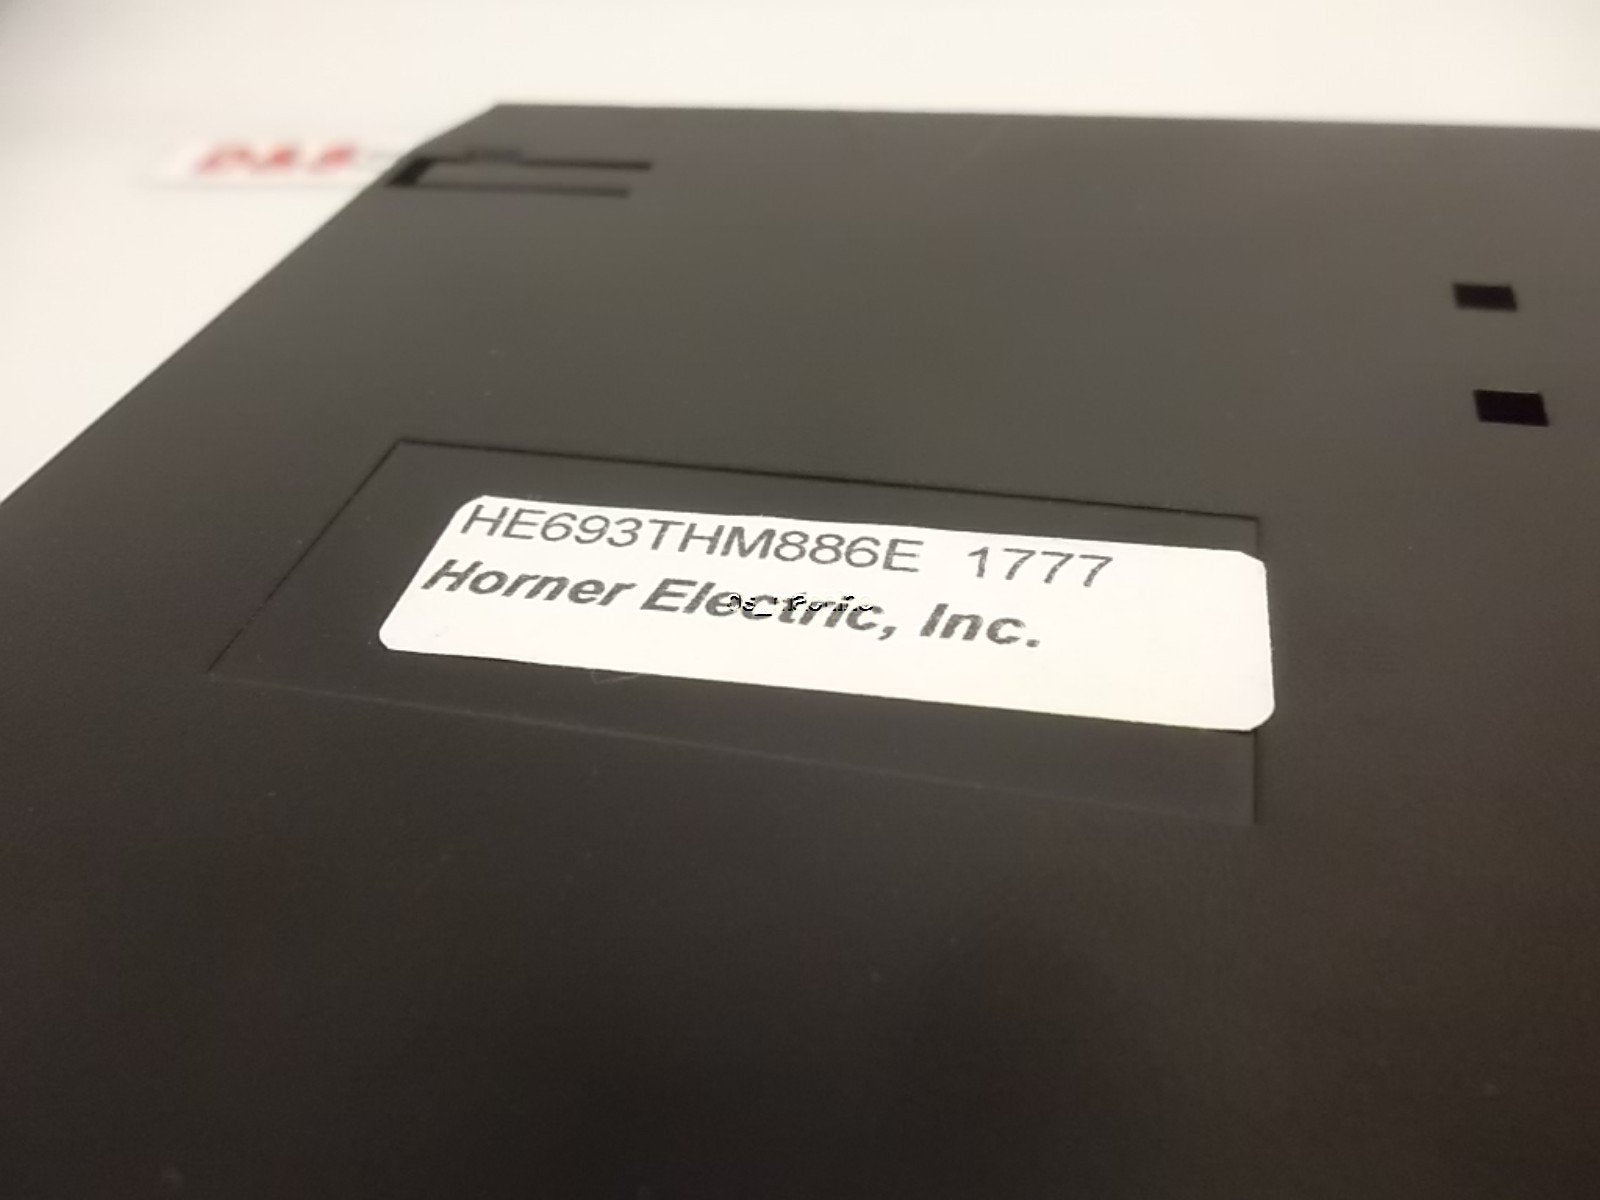 HE693THM886E 1777
Horner Electric, Inc.